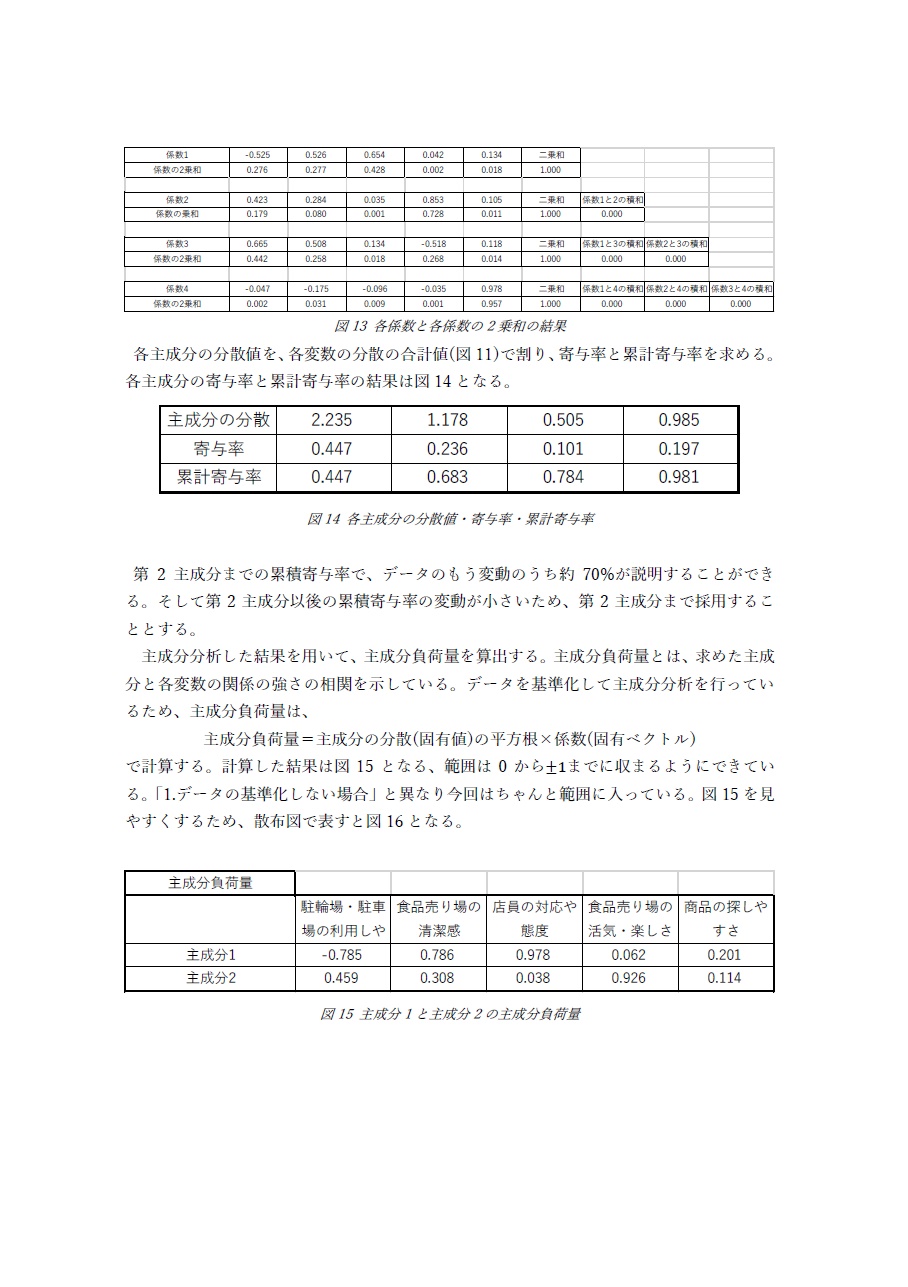 係数1 -0.525 0.526 0.654 0.042 0.134 二乗和
係数の2乗和 0.276 0.277 0.428 0.002 0.018 1.000
係数2 0.423 0.284 0.035 0.853 0.105 二乗和 係数1と2の積和
係数の乗和 0.179 0.080 0.001 0.728 0.011 1.000 0.000
係数3 0.665 0.508 0.134 -0.518 0.118 二乗和 係数1と3の積和 係数2と3の積和
係数の2乗和 0.442 0.258 0.018 0.268 0.014 1.000 0.000 0.000
係数4 -0.047 -0.175 -0.096 -0.035 0.978 二乗和 係数1と4の積和 係数2と4の積和 係数3と4の積和
係数の2乗和 0.002 0.031 0.009 0.001 0.957 1.000 0.000 0.000 0.000
図 13 各係数と各係数の 2 乗和の結果
各主成分の分散値を、各変数の分散の合計値(図 11)で割り、寄与率と累計寄与率を求める。
各主成分の寄与率と累計寄与率の結果は図 14 となる。
主成分の分散 2.235 1.178 0.505 0.985
寄与率 0.447 0.236 0.101 0.197
累計寄与率 0.447 0.683 0.784 0.981
図 14 各主成分の分散値・寄与率・累計寄与率
第 2 主成分までの累積寄与率で、データのもう変動のうち約 70%が説明することができ
る。そして第 2 主成分以後の累積寄与率の変動が小さいため、第 2 主成分まで採用するこ
ととする。
主成分分析した結果を用いて、主成分負荷量を算出する。主成分負荷量とは、求めた主成
分と各変数の関係の強さの相関を示している。データを基準化して主成分分析を行ってい
るため、主成分負荷量は、
主成分負荷量＝主成分の分散(固有値)の平方根×係数(固有ベクトル)
で計算する。計算した結果は図 15 となる、範囲は 0 から±1までに収まるようにできてい
る。「1.データの基準化しない場合」と異なり今回はちゃんと範囲に入っている。図 15 を見
やすくするため、散布図で表すと図 16 となる。
主成分負荷量
駐輪場・駐車 食品売り場の 店員の対応や 食品売り場の 商品の探しや
場の利用しや 清潔感 態度 活気・楽しさ すさ
主成分1 -0.785 0.786 0.978 0.062 0.201
主成分2 0.459 0.308 0.038 0.926 0.114
図 15 主成分 1 と主成分 2 の主成分負荷量